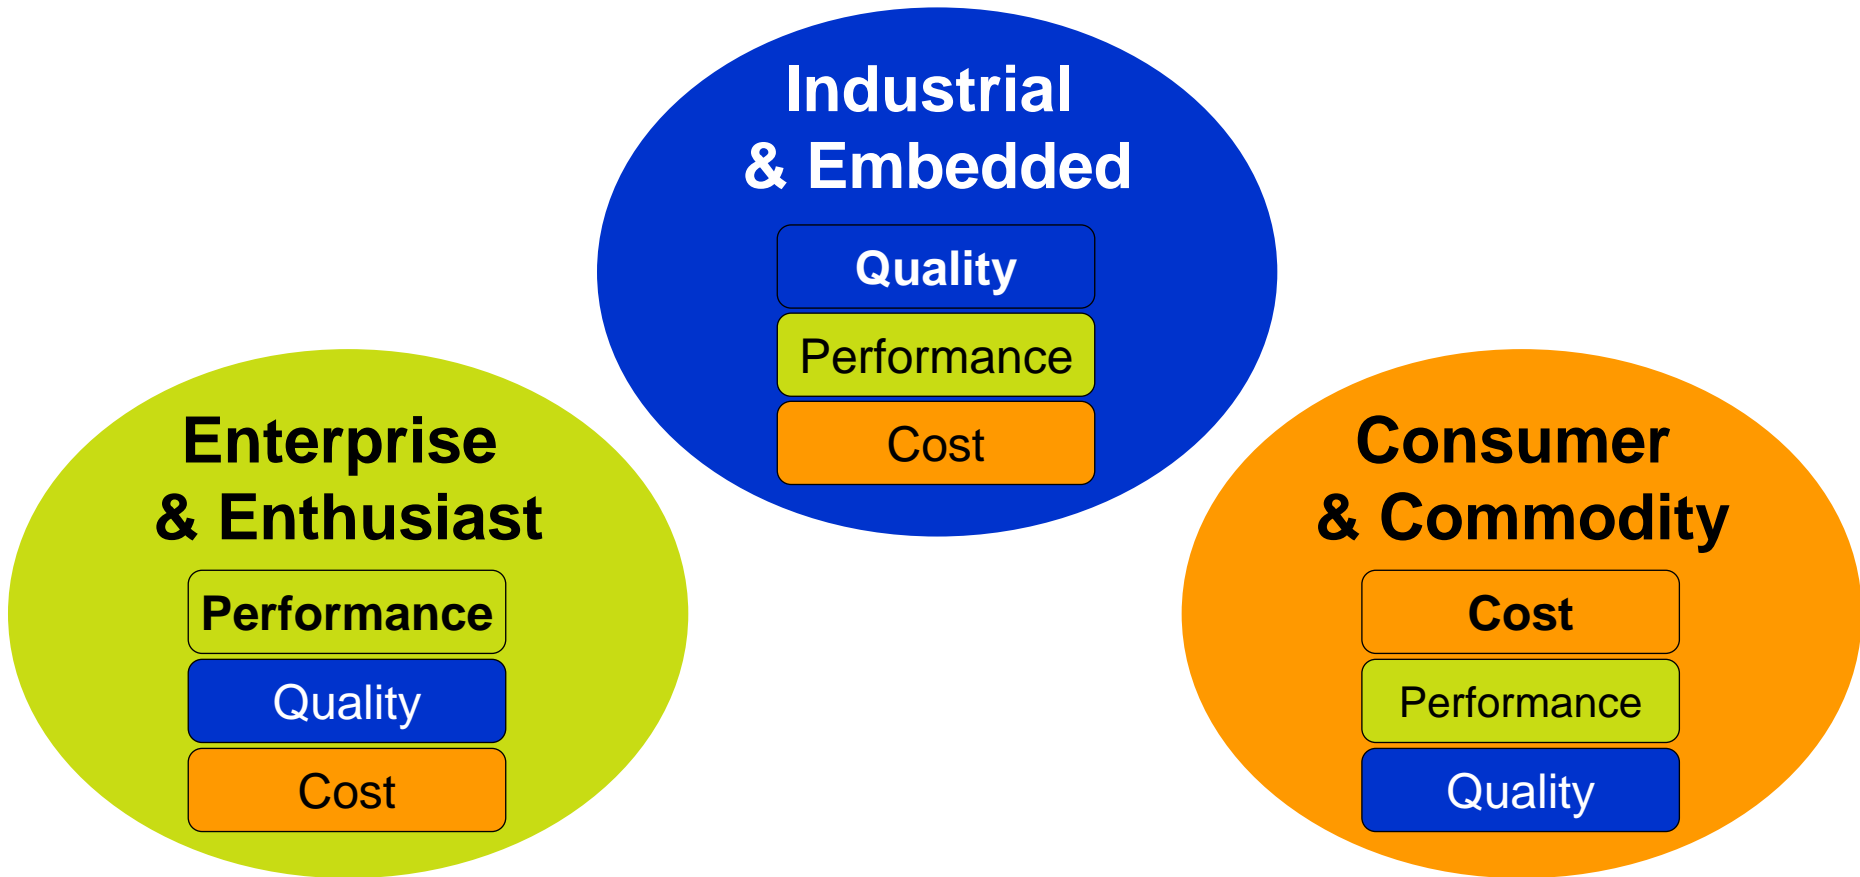 Industrial
& Embedded
Quality
Performance
Cost
Enterprise
& Enthusiast
Performance
Quality
Cost
Consumer
& Commodity
Cost
Performance
Quality